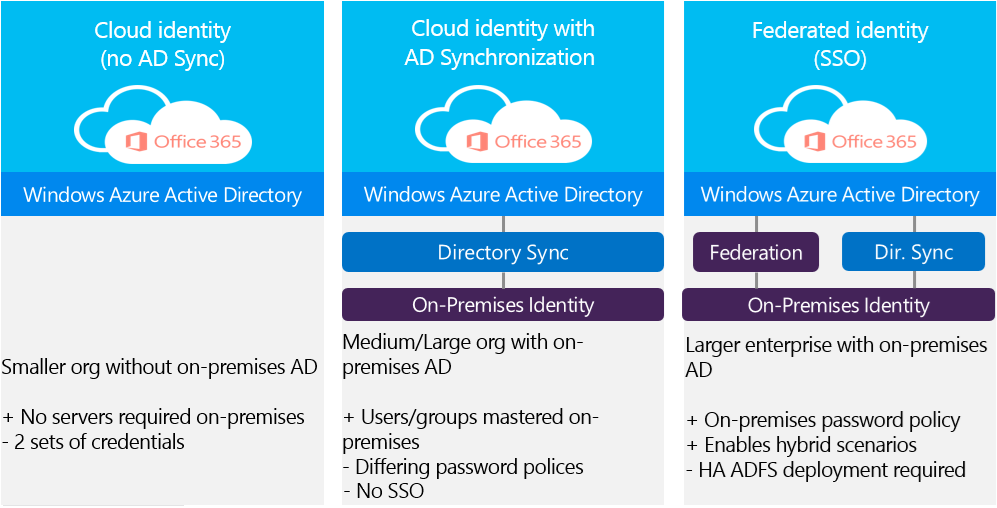 Cloud identity
(no AD Sync)
Office 365
Windows Azure Active Directory
Smaller org without on-premises AD
+ No servers required on-premises
- 2 sets of credentials
Cloud identity with
AD Synchronization
Office 365
Windows Azure Active Directory
Directory Sync
On-Premises Identity
Medium/Large org with on-
premises AD
+ Users/groups mastered on-
premises
- Differing password polices
- No SSO
Federated identity
(SSO)
Office 365
Windows Azure Active Directory
Federation
Dir. Sync
On-Premises Identity
Larger enterprise with on-premises
AD
+ On-premises password policy
+ Enables hybrid scenarios
- HA ADFS deployment required